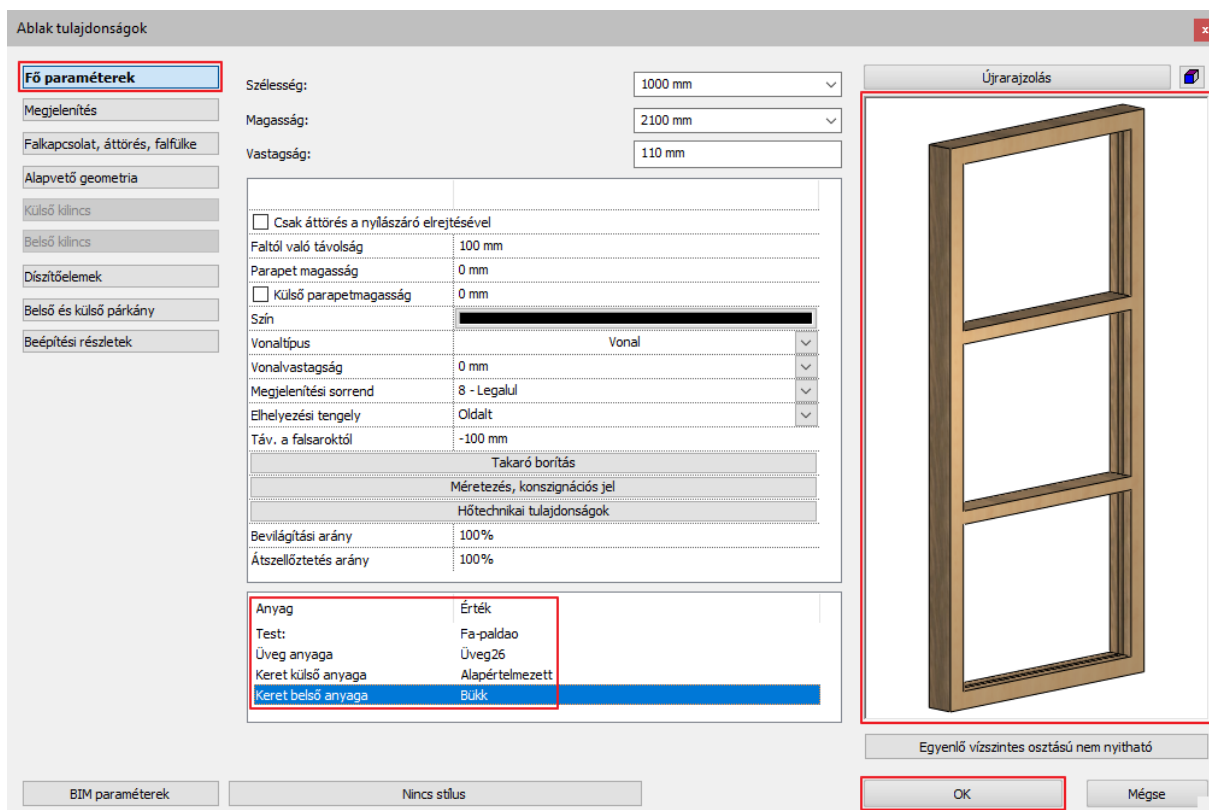 Ablak tulajdonságok
x
Fő paraméterek
Megjelenítés
Falkapcsolat, áttörés, falfülke
Alapvető geometria
Külső kilincs
Belső kilincs
Díszítőelemek
Belső és külső párkány
Beépítési részletek
Szélesség: 1000 mm
Magasság: 2100 mm
Vastagság: 110 mm
Csak áttörés a nyílászáró elrejtésével
Faltól való távolság 100 mm
Parapet magasság 0 mm
Külső parapetmagasság 0 mm
Szín
Vonaltípus Vonal
Vonalvastagság 0 mm
Megjelenítési sorrend 8 - Legalul
Elhelyezési tengely Oldalt
Táv. a falsaroktól -100 mm
Takaró borítás
Méretezés, konszignációs jel
Hőtechnikai tulajdonságok
Bevilágítási arány 100%
Átszellőztetés arány 100%
Anyag Érték
Test: Fa-paldao
Üveg anyaga Üveg26
Keret külső anyaga Alapértelmezett
Keret belső anyaga Bükk
Újrarajzolás
Egyenlő vízszintes osztású nem nyitható
BIM paraméterek
Nincs stílus
OK
Mégse